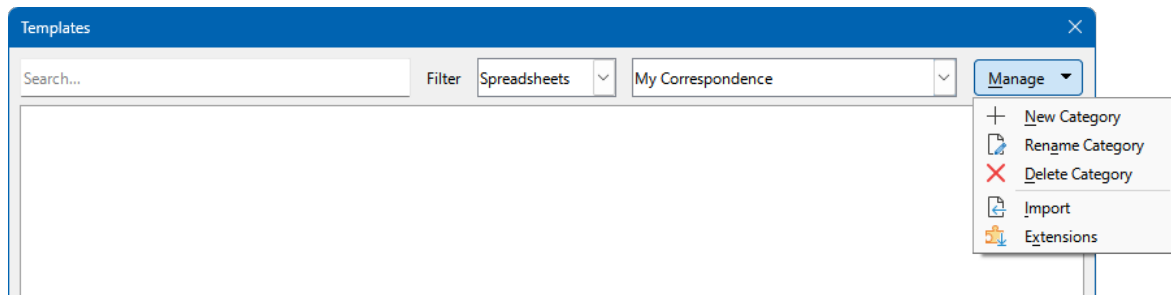 Templates
Search... Filter Spreadsheets My Correspondence Manage
New Category
Rename Category
Delete Category
Import
Extensions